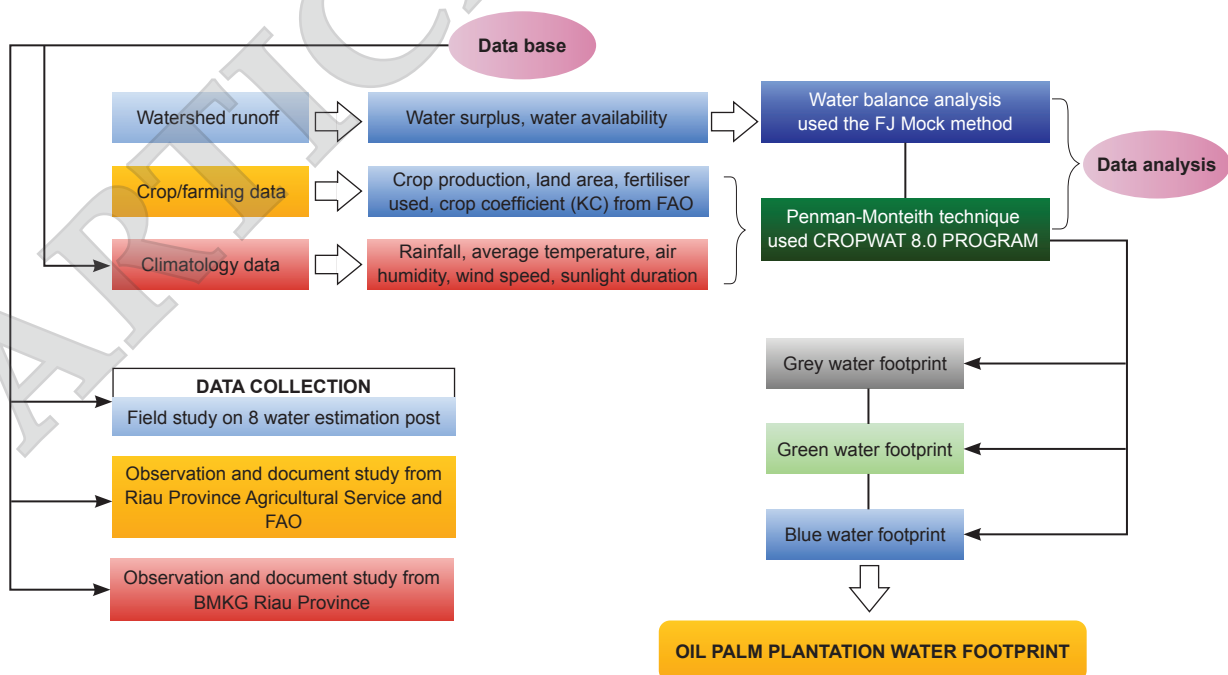 Data base
Watershed runoff
Water surplus, water availability
Water balance analysis
used the FJ Mock method
Data analysis
Crop/farming data
Crop production, land area, fertiliser
used, crop coefficient (KC) from FAO
Penman-Monteith technique
used CROPWAT 8.0 PROGRAM
Climatology data
Rainfall, average temperature, air
humidity, wind speed, sunlight duration
DATA COLLECTION
Field study on 8 water estimation post
Observation and document study from
Riau Province Agricultural Service and
FAO
Observation and document study from
BMKG Riau Province
Grey water footprint
Green water footprint
Blue water footprint
OIL PALM PLANTATION WATER FOOTPRINT
ARTIC